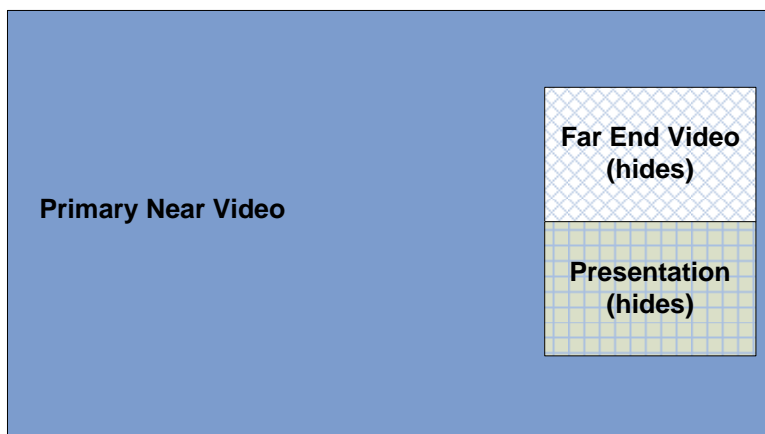 Primary Near Video
Far End Video
(hides)
Presentation
(hides)